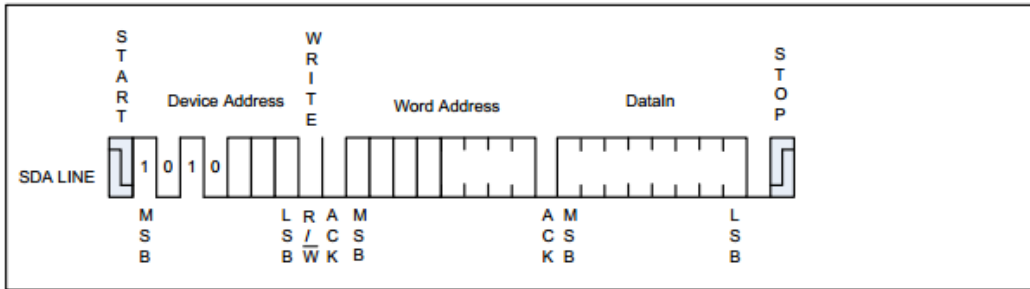 START
WRITE
STOP
Device Address
Word Address
DataIn
SDA LINE
1 0 1 0
MSB
LSB
R/W
ACK
MSB
ACK
MSB
LSB